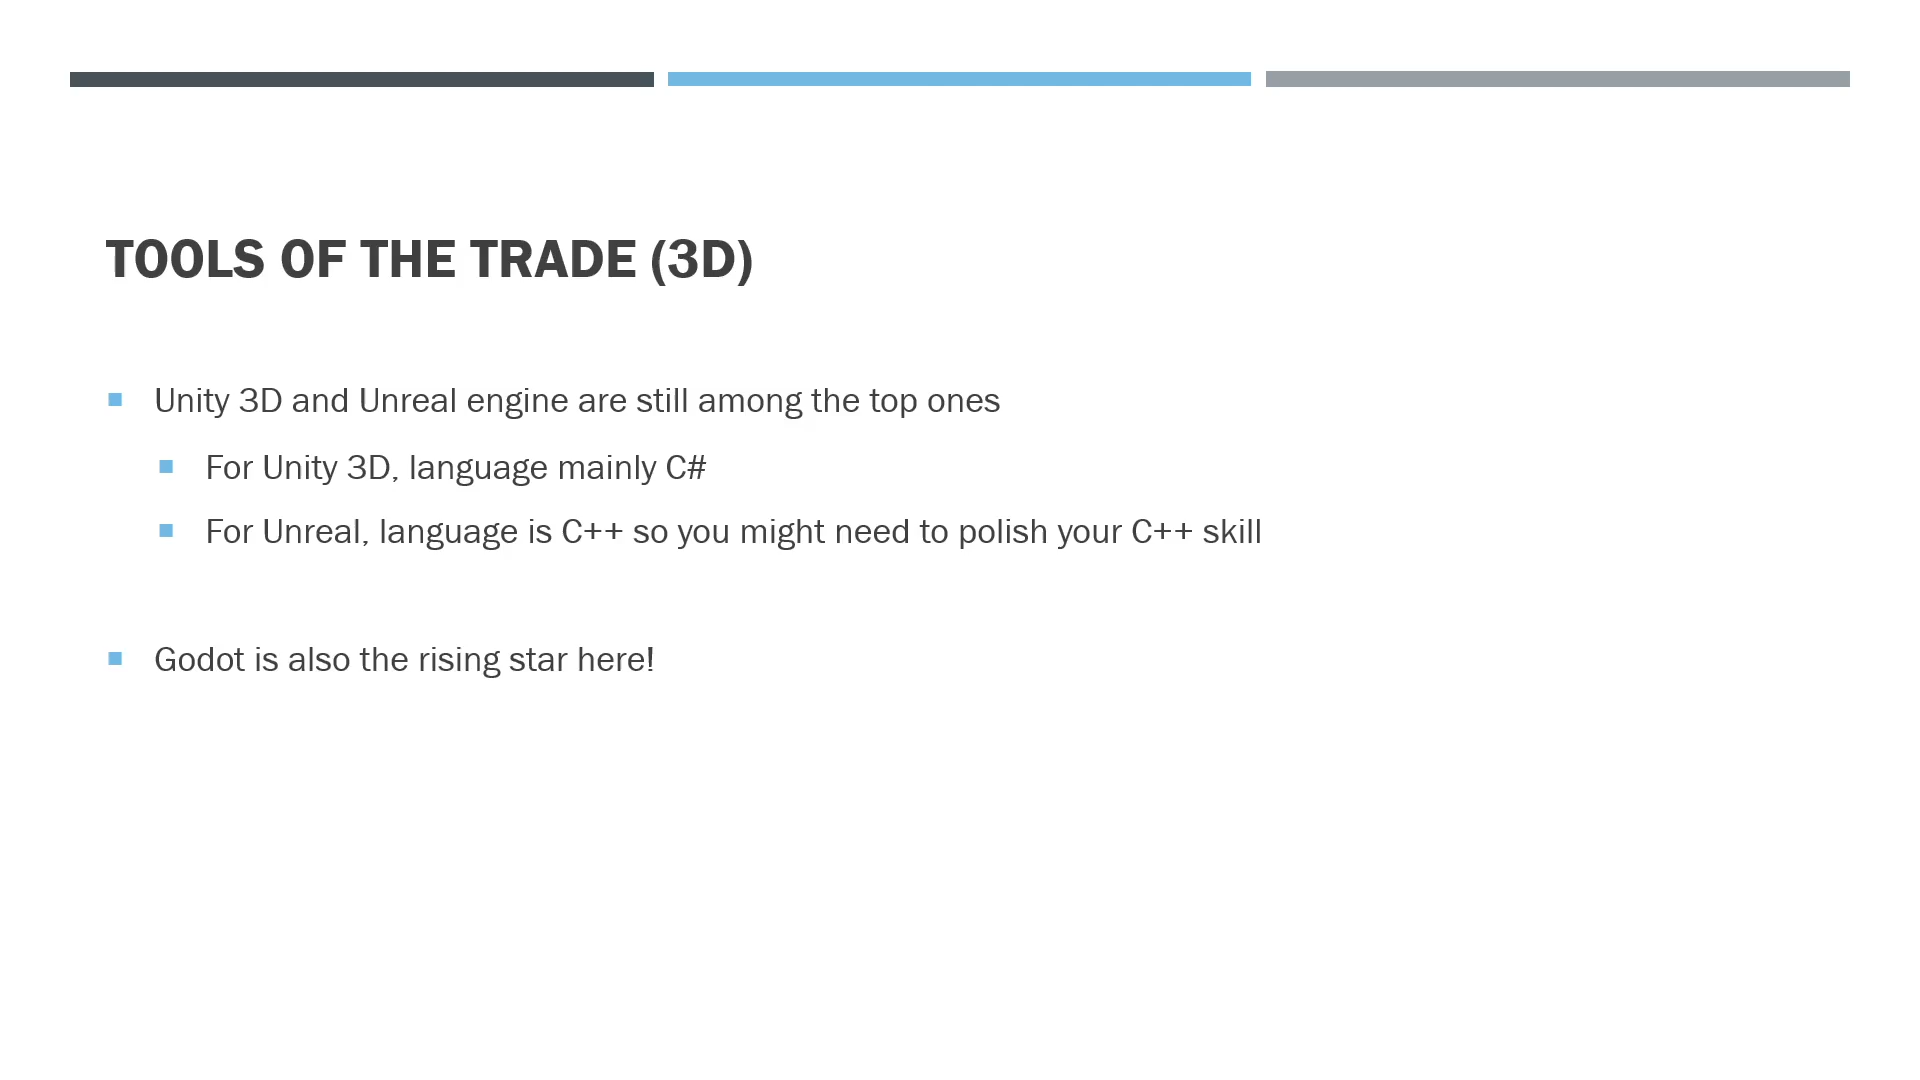 TOOLS OF THE TRADE (3D)
Unity 3D and Unreal engine are still among the top ones
For Unity 3D, language mainly C#
For Unreal, language is C++ so you might need to polish your C++ skill
Godot is also the rising star here!